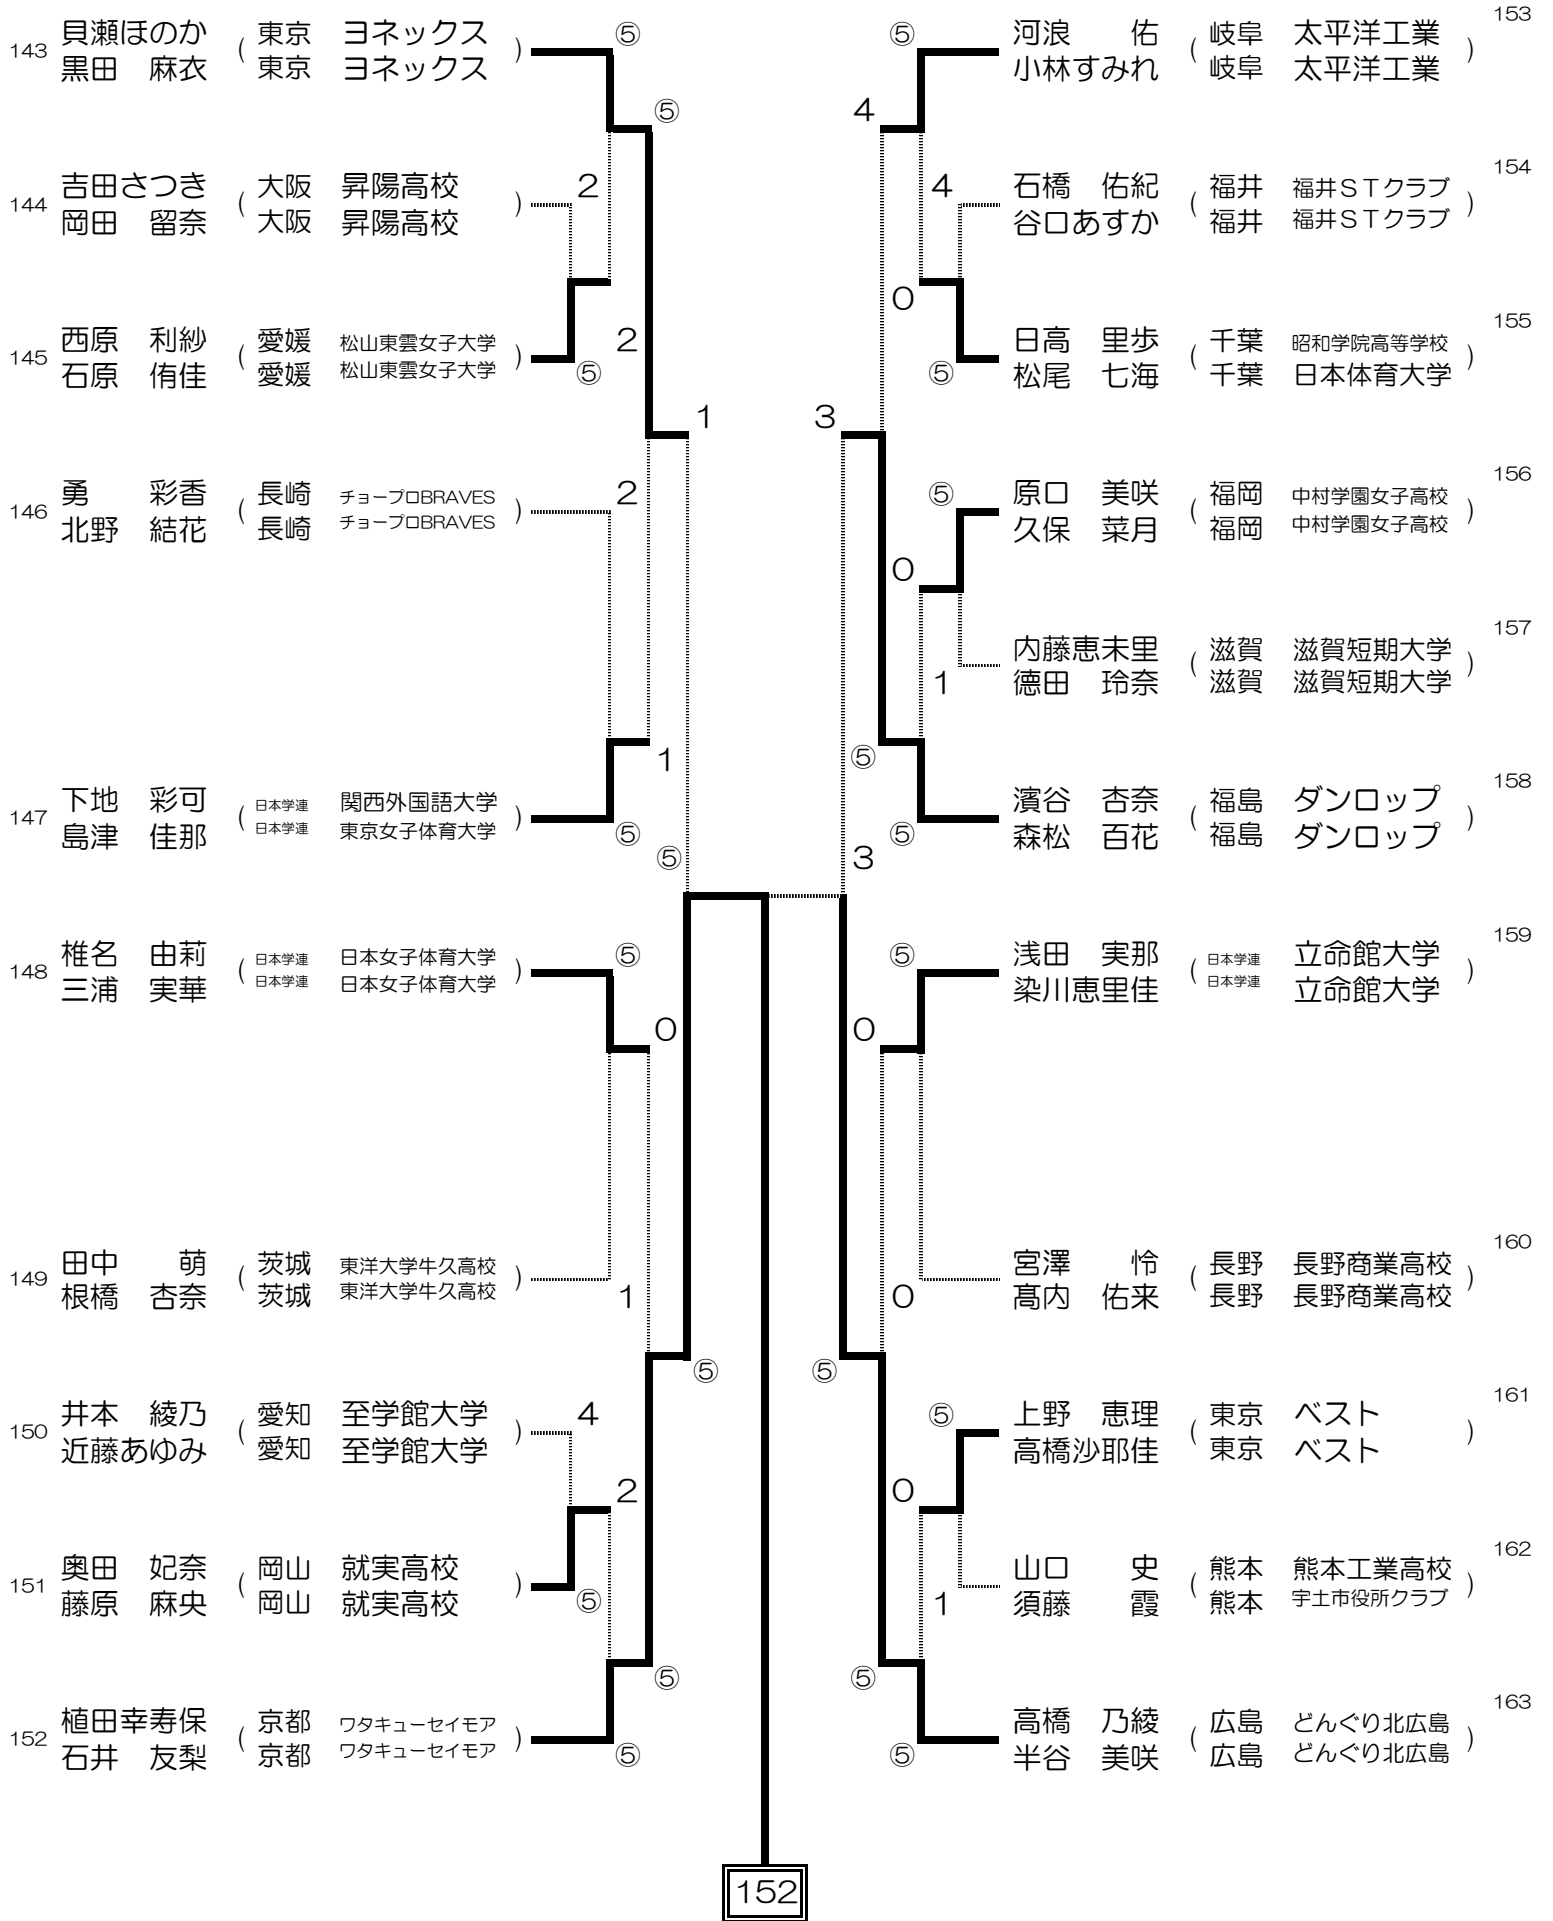 143 貝瀬ほのか ( 東京 ヨネックス )
黒田 麻衣 東京 ヨネックス
⑤
⑤
144 吉田さつき ( 大阪 昇陽高校 )
岡田 留奈 大阪 昇陽高校
2
145 西原 利紗 ( 愛媛 松山東雲女子大学 )
石原 侑佳 愛媛 松山東雲女子大学
⑤
2
1
146 勇 彩香 ( 長崎 チョープロBRAVES )
北野 結花 長崎 チョープロBRAVES
2
1
147 下地 彩可 ( 日本学連 関西外国語大学 )
島津 佳那 日本学連 東京女子体育大学
⑤
⑤
148 椎名 由莉 ( 日本学連 日本女子体育大学 )
三浦 実華 日本学連 日本女子体育大学
⑤
0
149 田中 萌 ( 茨城 東洋大学牛久高校 )
根橋 杏奈 茨城 東洋大学牛久高校
1
⑤
150 井本 綾乃 ( 愛知 至学館大学 )
近藤あゆみ 愛知 至学館大学
4
2
151 奥田 妃奈 ( 岡山 就実高校 )
藤原 麻央 岡山 就実高校
⑤
⑤
152 植田幸寿保 ( 京都 ワタキューセイモア )
石井 友梨 京都 ワタキューセイモア
⑤
153
⑤ 河浪 佑 ( 岐阜 太平洋工業 )
小林すみれ 岐阜 太平洋工業
4
154
4 石橋 佑紀 ( 福井 福井STクラブ )
谷口あすか 福井 福井STクラブ
0
155
日高 里歩 ( 千葉 昭和学院高等学校 )
⑤ 松尾 七海 千葉 日本体育大学
3
156
⑤ 原口 美咲 ( 福岡 中村学園女子高校 )
久保 菜月 福岡 中村学園女子高校
0
157
内藤恵未里 ( 滋賀 滋賀短期大学 )
1 德田 玲奈 滋賀 滋賀短期大学
⑤
158
濱谷 杏奈 ( 福島 ダンロップ )
⑤ 森松 百花 福島 ダンロップ
3
159
⑤ 浅田 実那 ( 日本学連 立命館大学 )
染川恵里佳 日本学連 立命館大学
0
160
宮澤 怜 ( 長野 長野商業高校 )
0 髙内 佑来 長野 長野商業高校
⑤
161
⑤ 上野 恵理 ( 東京 ベスト )
高橋沙耶佳 東京 ベスト
0
162
山口 史 ( 熊本 熊本工業高校 )
1 須藤 霞 熊本 宇土市役所クラブ
⑤
163
高橋 乃綾 ( 広島 どんぐり北広島 )
⑤ 半谷 美咲 広島 どんぐり北広島
152